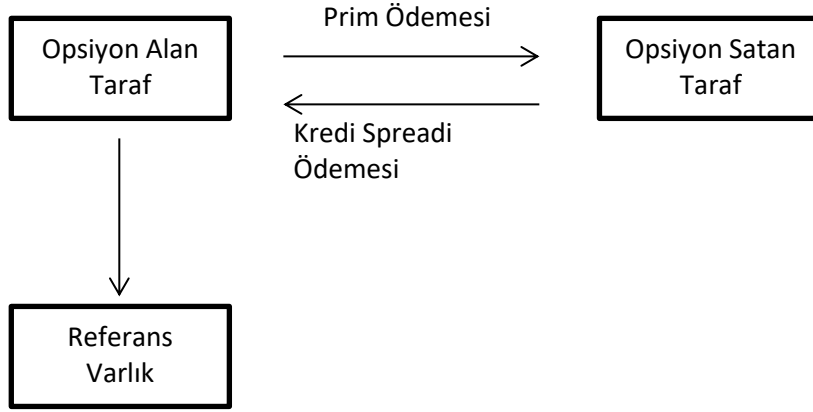 Prim Ödemesi
Opsiyon Alan
Taraf
Opsiyon Satan
Taraf
Kredi Spreadi
Ödemesi
Referans
Varlık